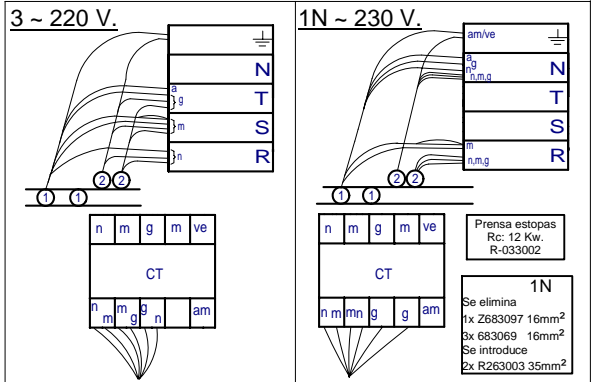 3 ~ 220 V.
N
a
g
T
m
S
n
R
2 2
1 1
n m g m ve
CT
n m m g g n am
1N ~ 230 V.
am/ve
a
g
n
n,m,g
N
T
S
m
n,m,g
R
2 2
1 1
n m g m ve
CT
n m mn g g am
Prensa estopas
Rc: 12 Kw.
R-033002
1N
Se elimina
1x Z683097 16mm²
3x 683069 16mm²
Se introduce
2x R263003 35mm²